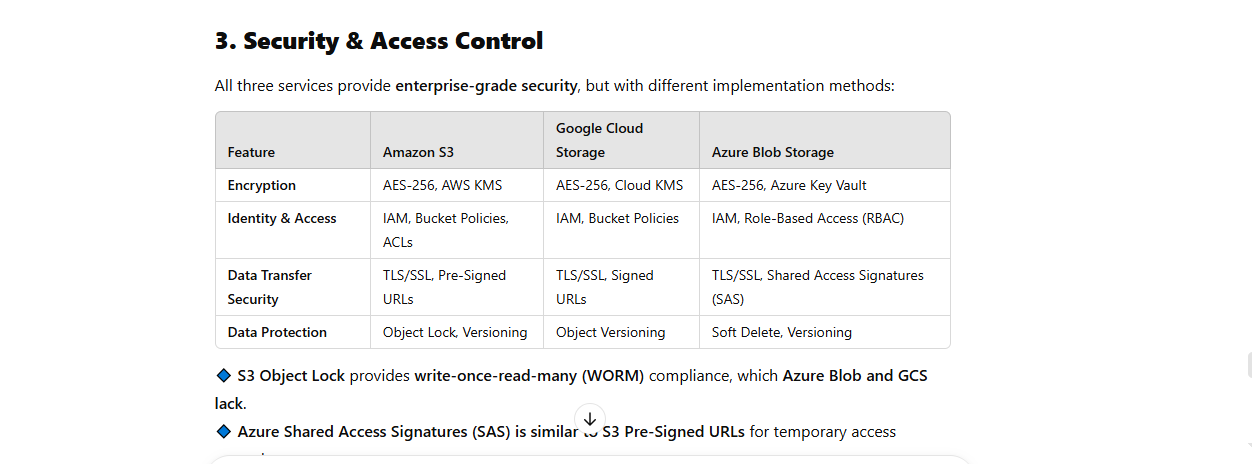 3. Security & Access Control
All three services provide enterprise-grade security, but with different implementation methods:
Feature Amazon S3 Google Cloud Storage Azure Blob Storage
Encryption AES-256, AWS KMS AES-256, Cloud KMS AES-256, Azure Key Vault
Identity & Access IAM, Bucket Policies, ACLs IAM, Bucket Policies IAM, Role-Based Access (RBAC)
Data Transfer Security TLS/SSL, Pre-Signed URLs TLS/SSL, Signed URLs TLS/SSL, Shared Access Signatures (SAS)
Data Protection Object Lock, Versioning Object Versioning Soft Delete, Versioning
S3 Object Lock provides write-once-read-many (WORM) compliance, which Azure Blob and GCS
lack.
Azure Shared Access Signatures (SAS) is similar to S3 Pre-Signed URLs for temporary access